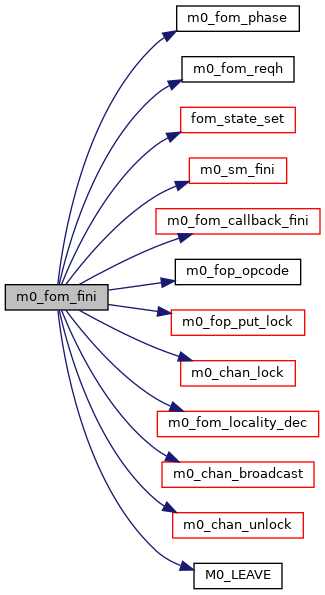 m0_fom_phase
m0_fom_reqh
fom_state_set
m0_sm_fini
m0_fom_callback_fini
m0_fop_opcode
m0_fom_fini
m0_fop_put_lock
m0_chan_lock
m0_fom_locality_dec
m0_chan_broadcast
m0_chan_unlock
M0_LEAVE